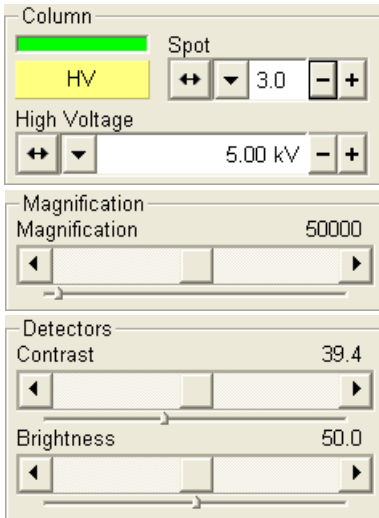 Column
Spot
HV
3.0
High Voltage
5.00 kV
Magnification
Magnification 50000
Detectors
Contrast 39.4
Brightness 50.0